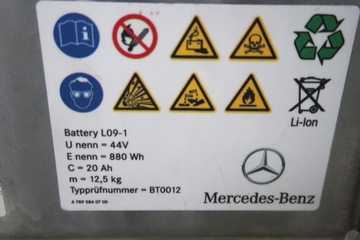 Li-Ion
Battery L09-1
U nenn = 44V
E nenn = 880 Wh
C = 20 Ah
m = 12,5 kg
Typprüfnummer = BT0012
A 789 584 07 00
Mercedes-Benz